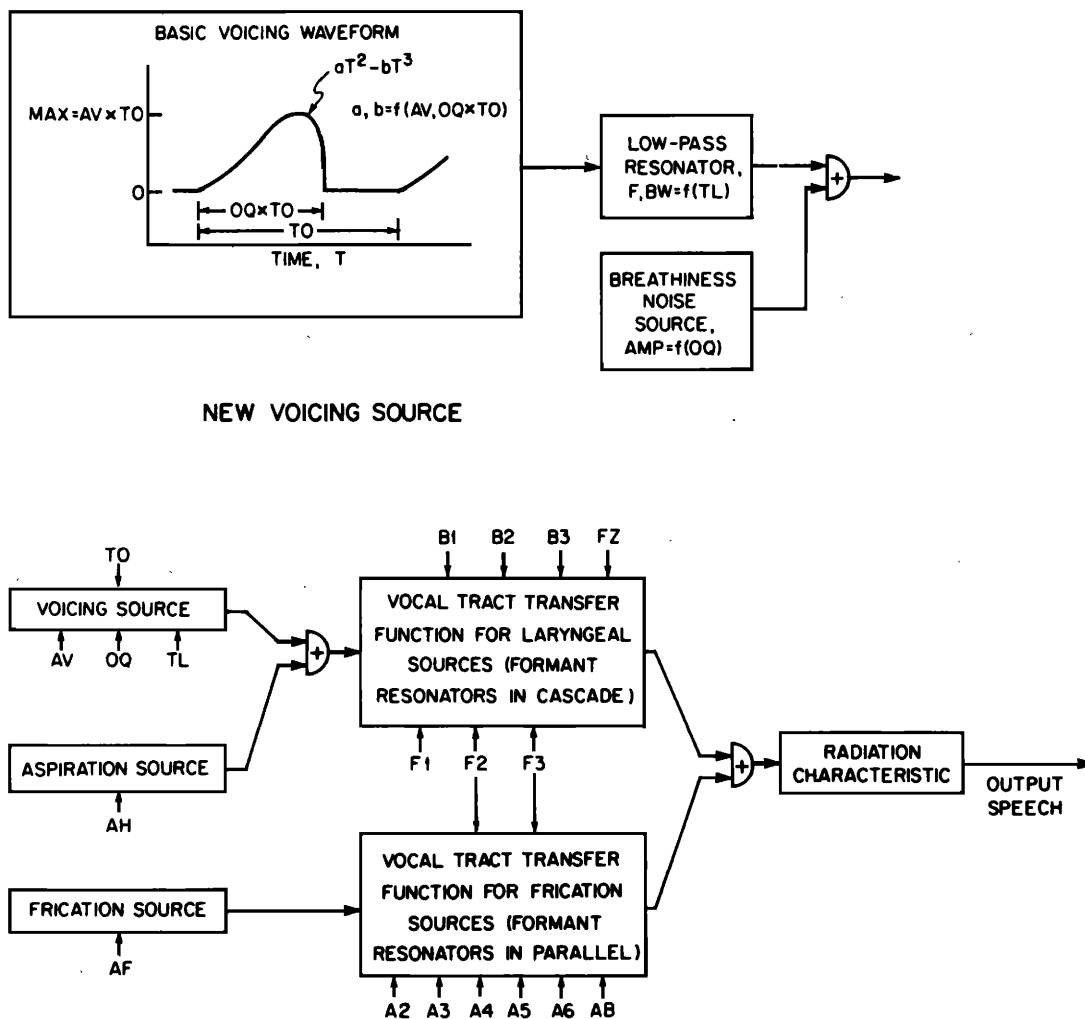 BASIC VOICING WAVEFORM
aT²-bT³
MAX=AV×TO
a, b=f(AV,OQ×TO)
O
OQ×TO
TO
TIME, T
LOW-PASS
RESONATOR,
F,BW=f(TL)
+
BREATHINESS
NOISE
SOURCE,
AMP=f(OQ)
NEW VOICING SOURCE
B1 B2 B3 FZ
TO
VOICING SOURCE
AV OQ TL
+
VOCAL TRACT TRANSFER
FUNCTION FOR LARYNGEAL
SOURCES (FORMANT
RESONATORS IN CASCADE)
ASPIRATION SOURCE
AH
F1 F2 F3
+
RADIATION
CHARACTERISTIC
OUTPUT
SPEECH
FRICATION SOURCE
AF
VOCAL TRACT TRANSFER
FUNCTION FOR FRICATION
SOURCES (FORMANT
RESONATORS IN PARALLEL)
A2 A3 A4 A5 A6 AB